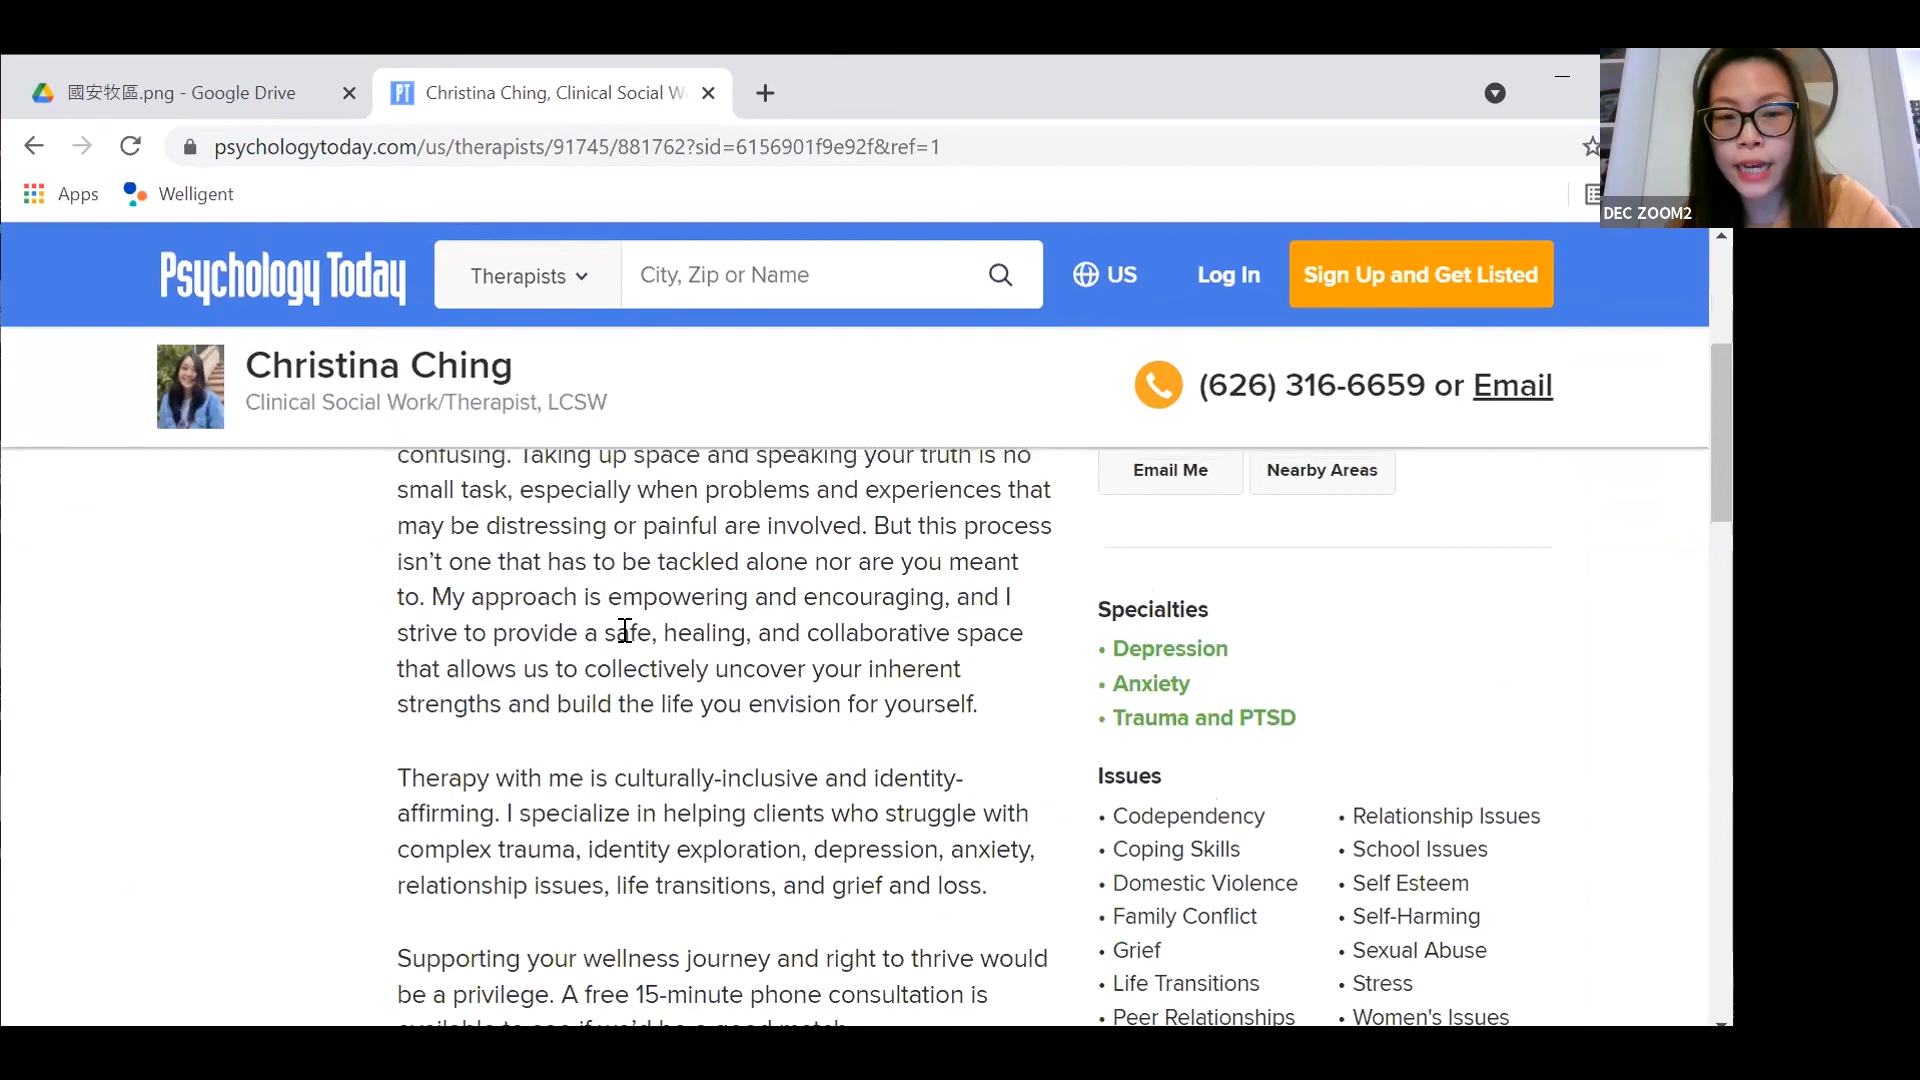 國安牧區.png - Google Drive
Christina Ching, Clinical Social W
psychologytoday.com/us/therapists/91745/881762?sid=6156901f9e92f&ref=1
Apps
Welligent
DEC ZOOM2
Psychology Today
Therapists
City, Zip or Name
US
Log In
Sign Up and Get Listed
Christina Ching
Clinical Social Work/Therapist, LCSW
(626) 316-6659 or Email
confusing. Taking up space and speaking your truth is no
small task, especially when problems and experiences that
may be distressing or painful are involved. But this process
isn’t one that has to be tackled alone nor are you meant
to. My approach is empowering and encouraging, and I
strive to provide a safe, healing, and collaborative space
that allows us to collectively uncover your inherent
strengths and build the life you envision for yourself.
Therapy with me is culturally-inclusive and identity-
affirming. I specialize in helping clients who struggle with
complex trauma, identity exploration, depression, anxiety,
relationship issues, life transitions, and grief and loss.
Supporting your wellness journey and right to thrive would
be a privilege. A free 15-minute phone consultation is
available to see if we’d be a good match.
Email Me
Nearby Areas
Specialties
• Depression
• Anxiety
• Trauma and PTSD
Issues
• Codependency
• Coping Skills
• Domestic Violence
• Family Conflict
• Grief
• Life Transitions
• Peer Relationships
• Relationship Issues
• School Issues
• Self Esteem
• Self-Harming
• Sexual Abuse
• Stress
• Women's Issues